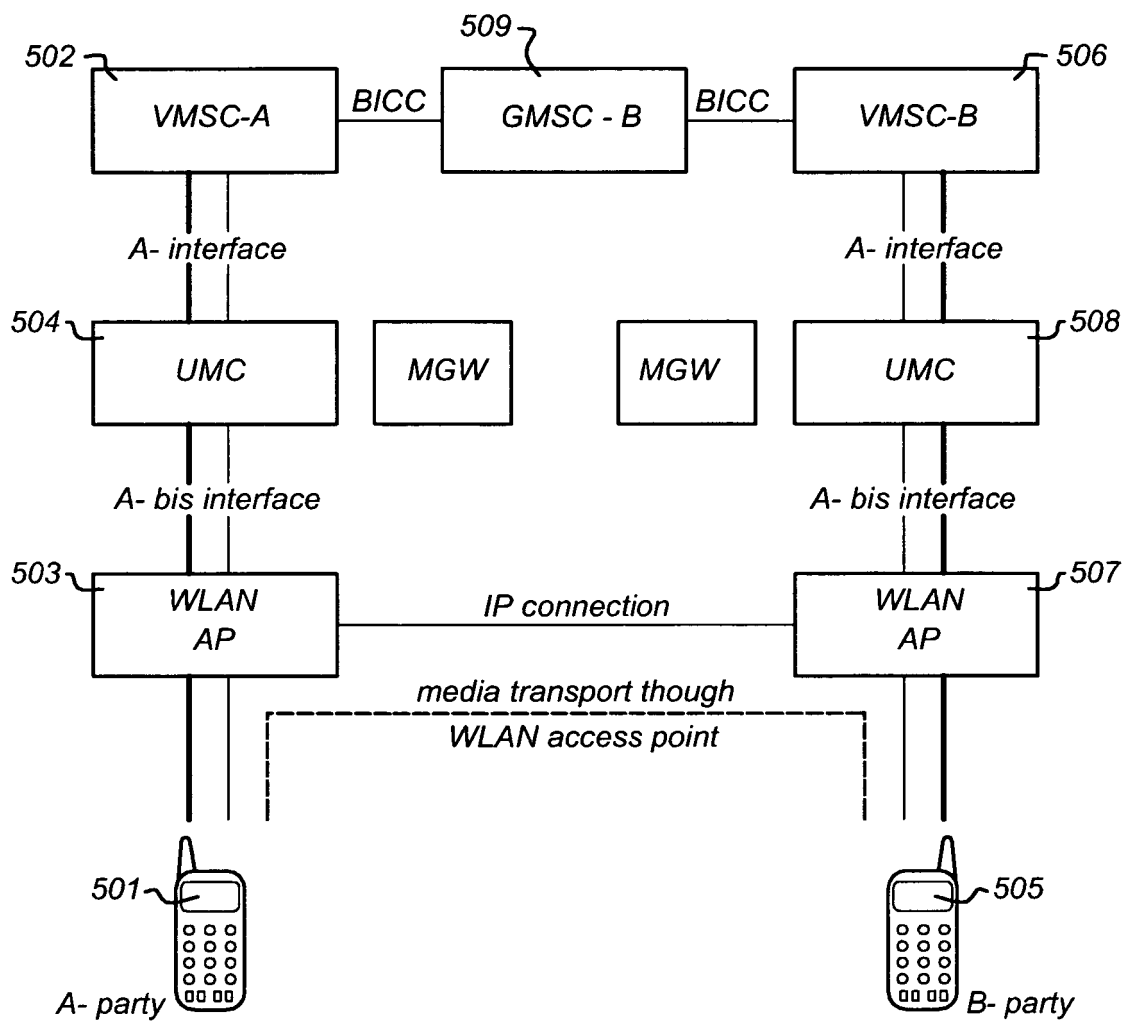 509
502
506
VMSC-A
BICC
GMSC - B
BICC
VMSC-B
A- interface
A- interface
504
508
UMC
MGW
MGW
UMC
A- bis interface
A- bis interface
503
507
WLAN
AP
IP connection
WLAN
AP
media transport though
WLAN access point
501
505
A- party
B- party